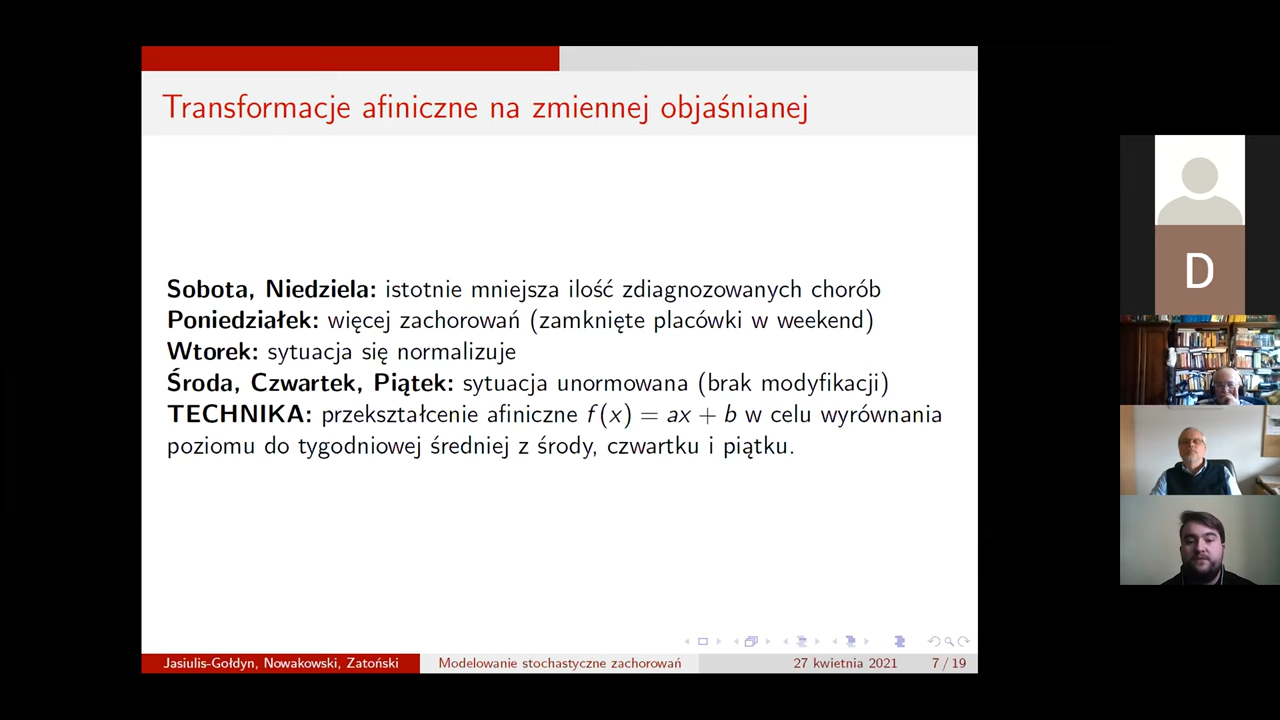 Transformacje afiniczne na zmiennej objaśnianej
Sobota, Niedziela: istotnie mniejsza ilość zdiagnozowanych chorób
Poniedziałek: więcej zachorowań (zamknięte placówki w weekend)
Wtorek: sytuacja się normalizuje
Środa, Czwartek, Piątek: sytuacja unormowana (brak modyfikacji)
TECHNIKA: przekształcenie afiniczne f(x) = ax + b w celu wyrównania
poziomu do tygodniowej średniej z środy, czwartku i piątku.
Jasiulis-Gołdyn, Nowakowski, Zatoński Modelowanie stochastyczne zachorowań 27 kwietnia 2021 7 / 19
D